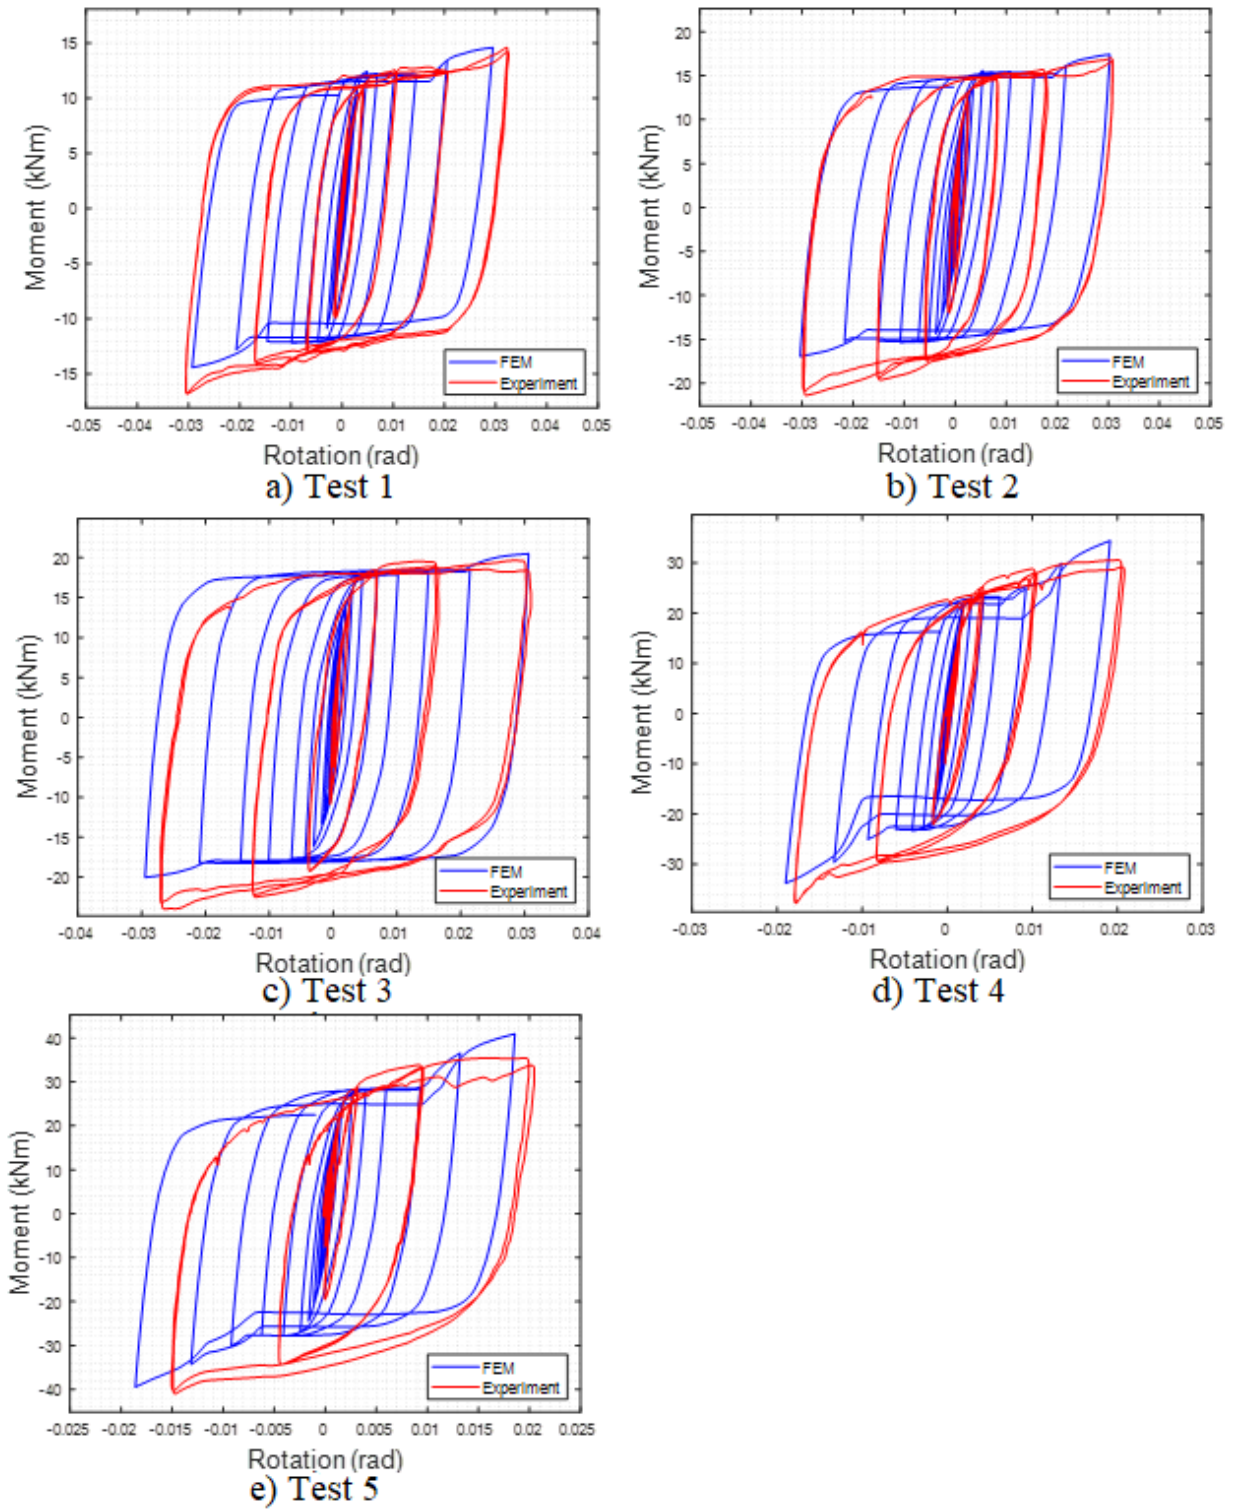 15
10
5
0
-5
-10
-15
Moment (kNm)
-0.05 -0.04 -0.03 -0.02 -0.01 0 0.01 0.02 0.03 0.04 0.05
Rotation (rad)
FEM
Experiment
a) Test 1
20
15
10
5
0
-5
-10
-15
-20
Moment (kNm)
-0.05 -0.04 -0.03 -0.02 -0.01 0 0.01 0.02 0.03 0.04 0.05
Rotation (rad)
FEM
Experiment
b) Test 2
20
15
10
5
0
-5
-10
-15
-20
Moment (kNm)
-0.04 -0.03 -0.02 -0.01 0 0.01 0.02 0.03 0.04
Rotation (rad)
FEM
Experiment
c) Test 3
30
20
10
0
-10
-20
-30
Moment (kNm)
-0.03 -0.02 -0.01 0 0.01 0.02 0.03
Rotation (rad)
FEM
Experiment
d) Test 4
40
30
20
10
0
-10
-20
-30
-40
Moment (kNm)
-0.025 -0.02 -0.015 -0.01 -0.005 0 0.005 0.01 0.015 0.02 0.025
Rotation (rad)
FEM
Experiment
e) Test 5